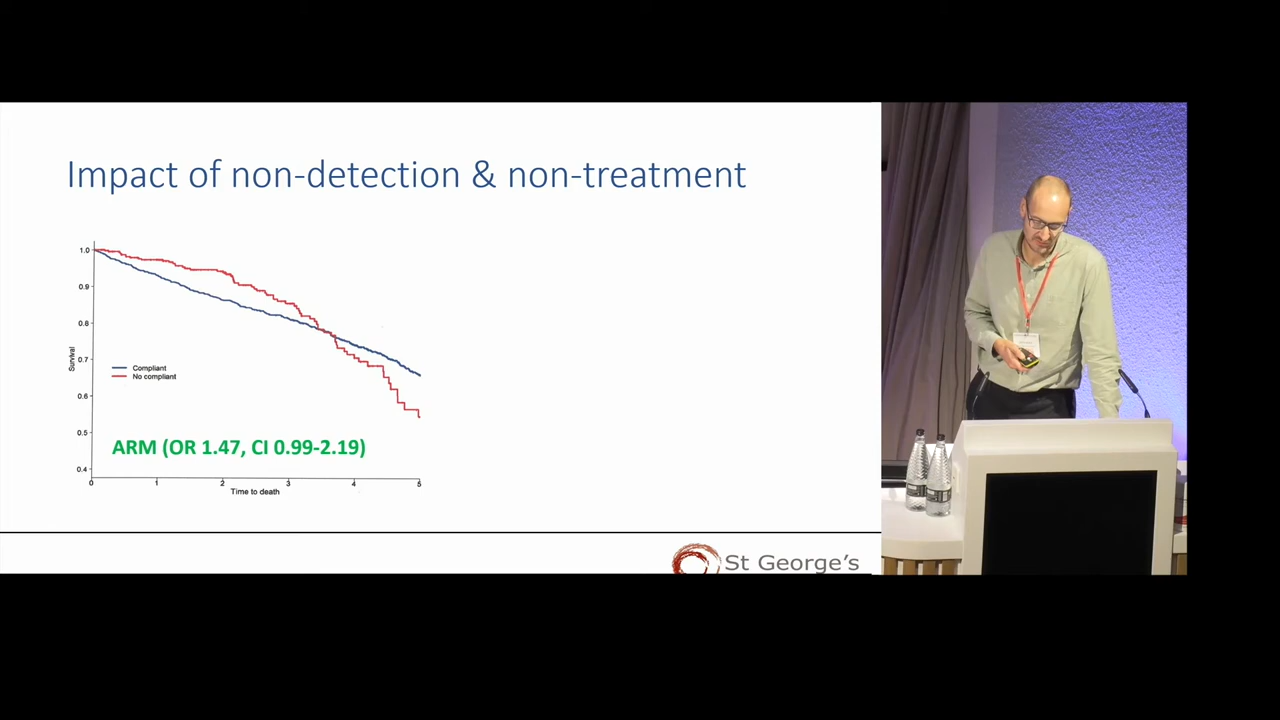 Impact of non-detection & non-treatment
1.0
0.9
0.8
0.7
0.6
0.5
0.4
Survival
Compliant
No compliant
ARM (OR 1.47, CI 0.99-2.19)
0 1 2 3 4 5
Time to death
St George's